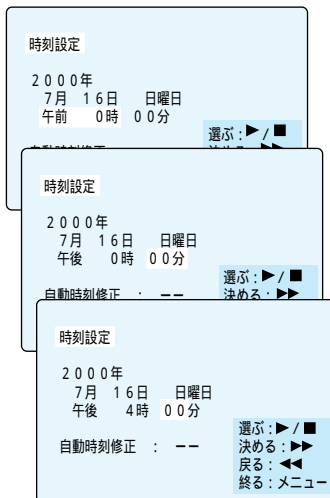 時刻設定
2000年
7月 16日 日曜日
午前 0時 00分
選ぶ:▶/■
時刻設定
2000年
7月 16日 日曜日
午後 0時 00分
選ぶ:▶/■
自動時刻修正 : −− 決める:▶▶
時刻設定
2000年
7月 16日 日曜日
午後 4時 00分
選ぶ:▶/■
自動時刻修正 : −− 決める:▶▶
戻る:◀◀
終る:メニュー